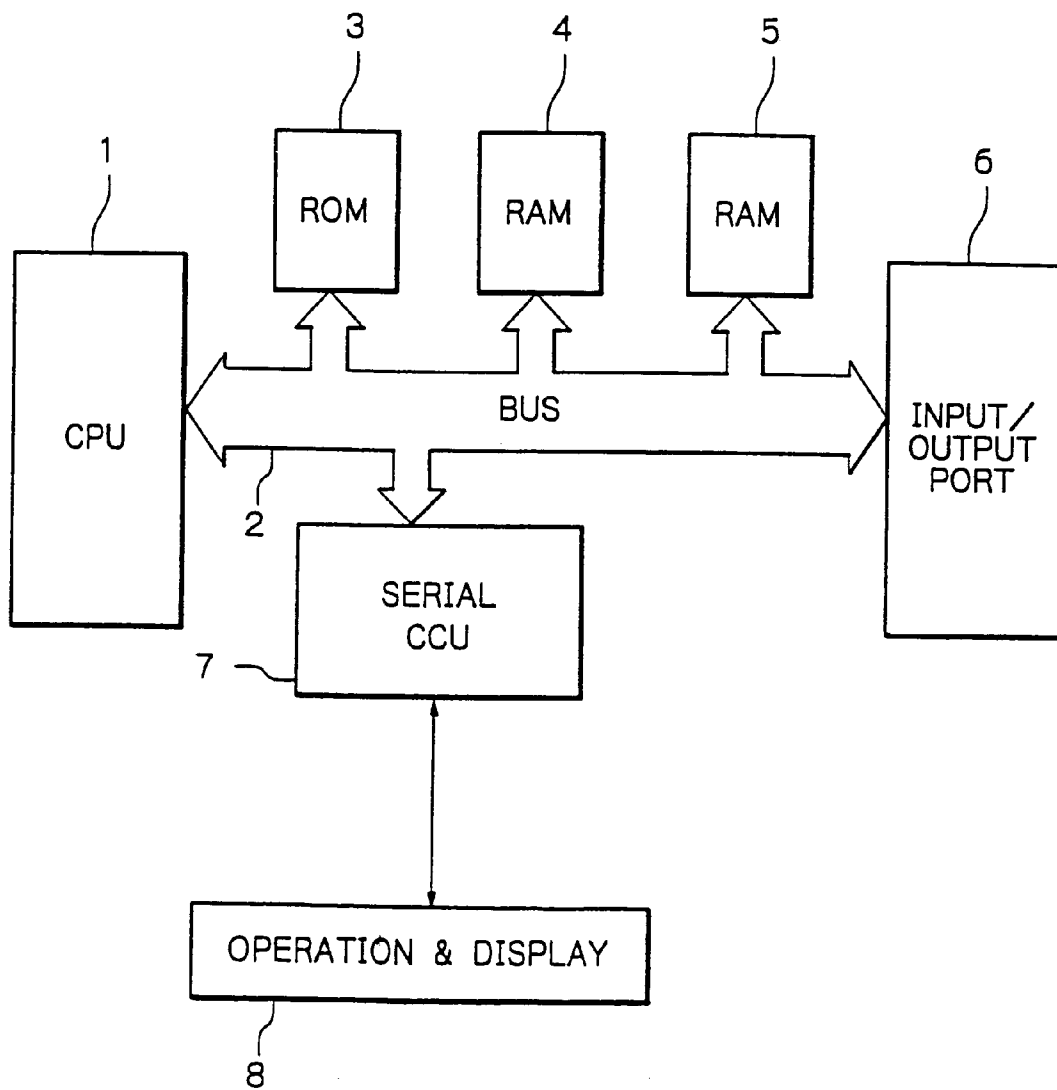 3
4
5
1
6
ROM
RAM
RAM
CPU
BUS
INPUT/
OUTPUT
PORT
2
SERIAL
CCU
7
OPERATION & DISPLAY
8